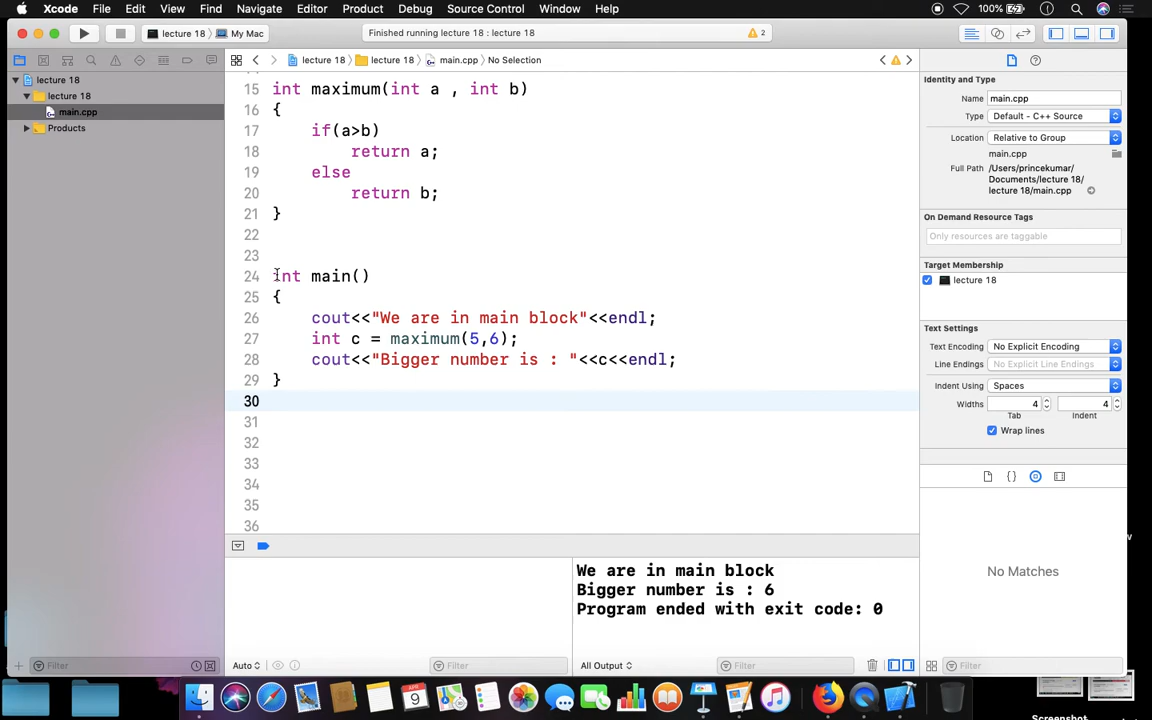 Xcode File Edit View Find Navigate Editor Product Debug Source Control Window Help 100%
lecture 18 My Mac Finished running lecture 18 : lecture 18 2
lecture 18 lecture 18 main.cpp No Selection
lecture 18
lecture 18
main.cpp
Products
15 int maximum(int a , int b)
16 {
17 if(a>b)
18 return a;
19 else
20 return b;
21 }
22
23
24 int main()
25 {
26 cout<<"We are in main block"<<endl;
27 int c = maximum(5,6);
28 cout<<"Bigger number is : "<<c<<endl;
29 }
30
31
32
33
34
35
36
Identity and Type
Name main.cpp
Type Default - C++ Source
Location Relative to Group
main.cpp
Full Path /Users/princekumar/
Documents/lecture 18/
lecture 18/main.cpp
On Demand Resource Tags
Only resources are taggable
Target Membership
lecture 18
Text Settings
Text Encoding No Explicit Encoding
Line Endings No Explicit Line Endings
Indent Using Spaces
Widths 4 4
Tab Indent
Wrap lines
{}
No Matches
We are in main block
Bigger number is : 6
Program ended with exit code: 0
Filter Auto Filter All Output Filter Filter
9
Screenshot